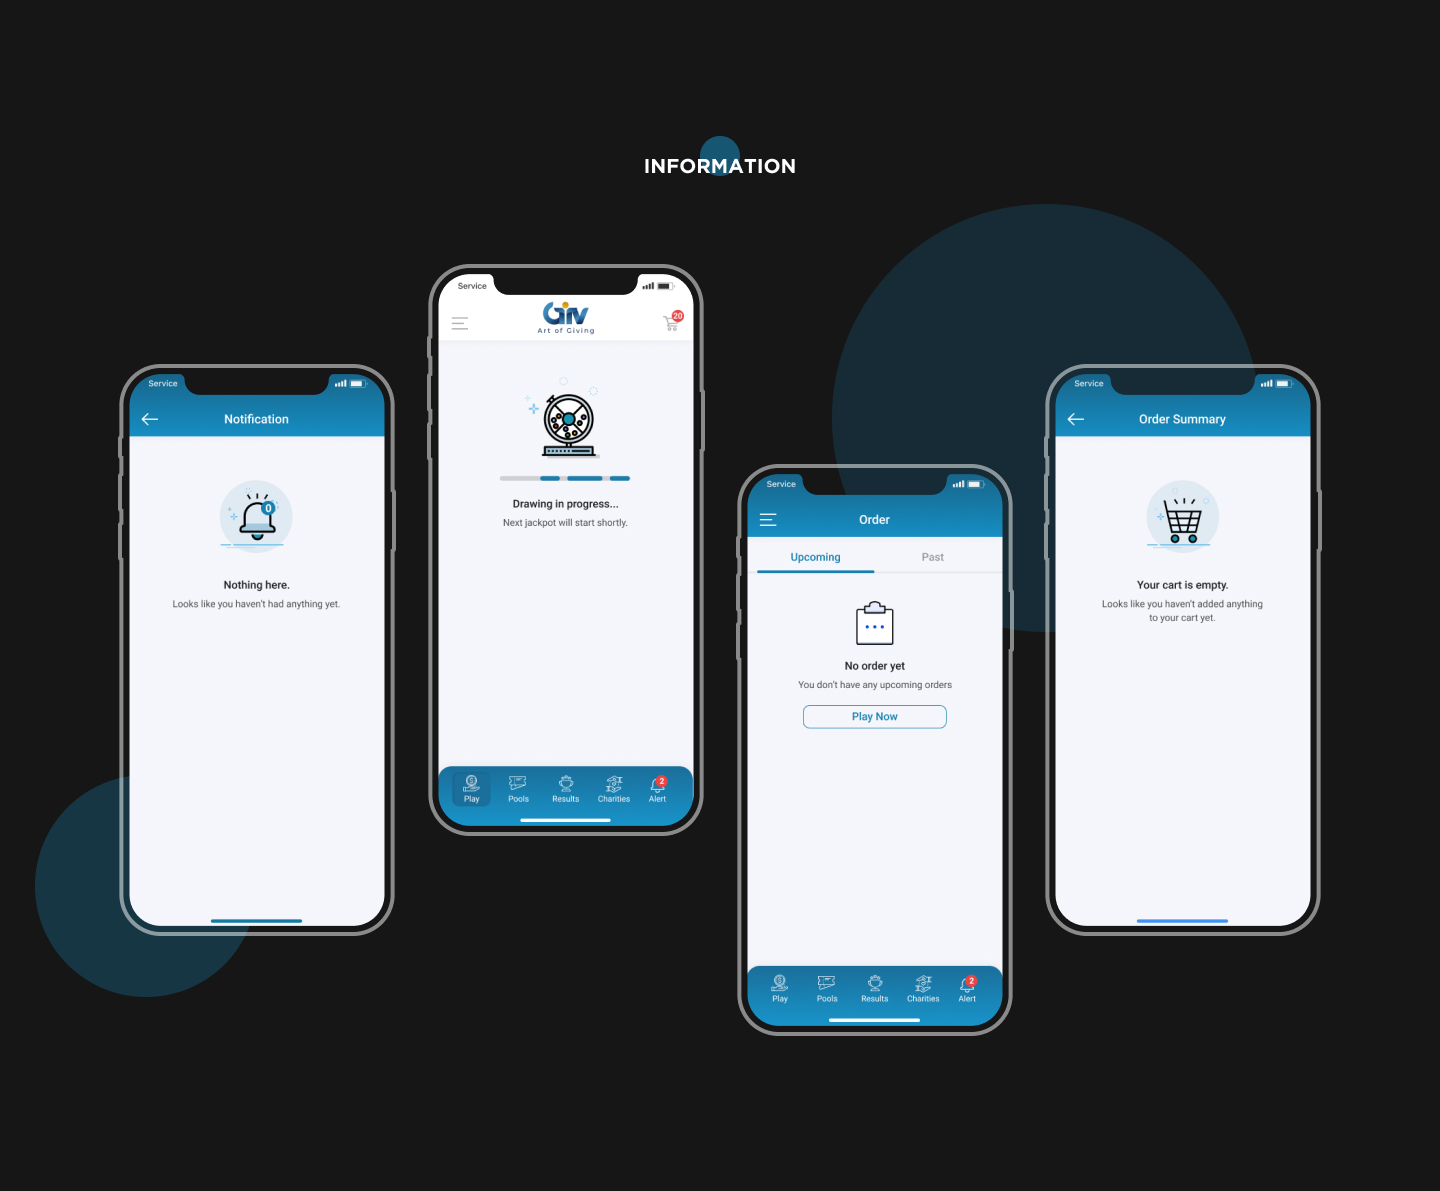 INFORMATION
Service
Notification
0
Nothing here.
Looks like you haven't had anything yet.
Service
Giv
Art of Giving
20
Drawing in progress...
Next jackpot will start shortly.
Play
Pools
Results
Charities
2
Alert
Service
Order
Upcoming
Past
No order yet
You don't have any upcoming orders
Play Now
Play
Pools
Results
Charities
2
Alert
Service
Order Summary
Your cart is empty.
Looks like you haven't added anything
to your cart yet.